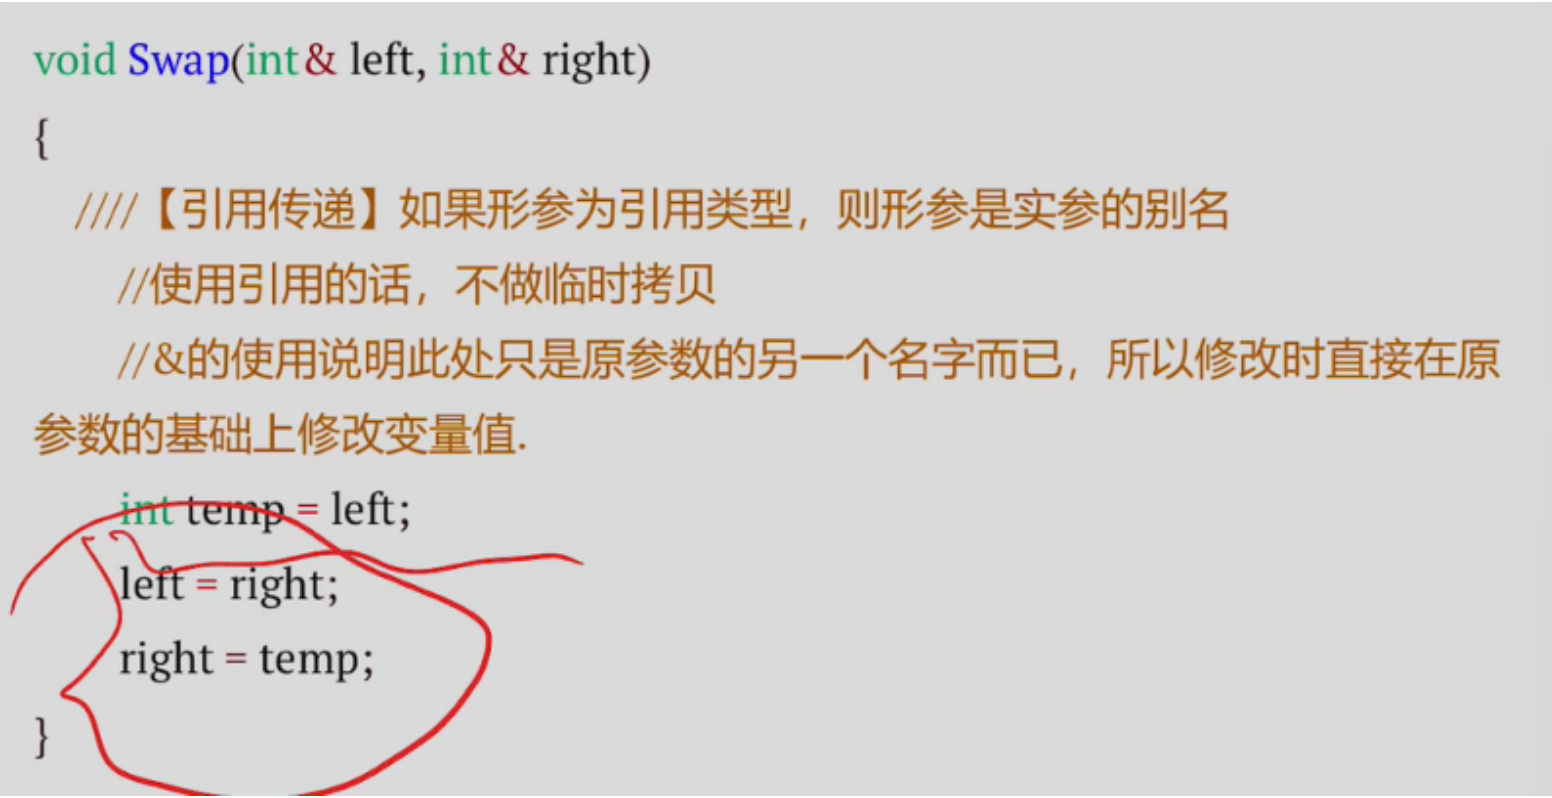 void Swap(int& left, int& right)
{
////【引用传递】如果形参为引用类型，则形参是实参的别名
//使用引用的话，不做临时拷贝
//&的使用说明此处只是原参数的另一个名字而已，所以修改时直接在原
参数的基础上修改变量值.
int temp = left;
left = right;
right = temp;
}